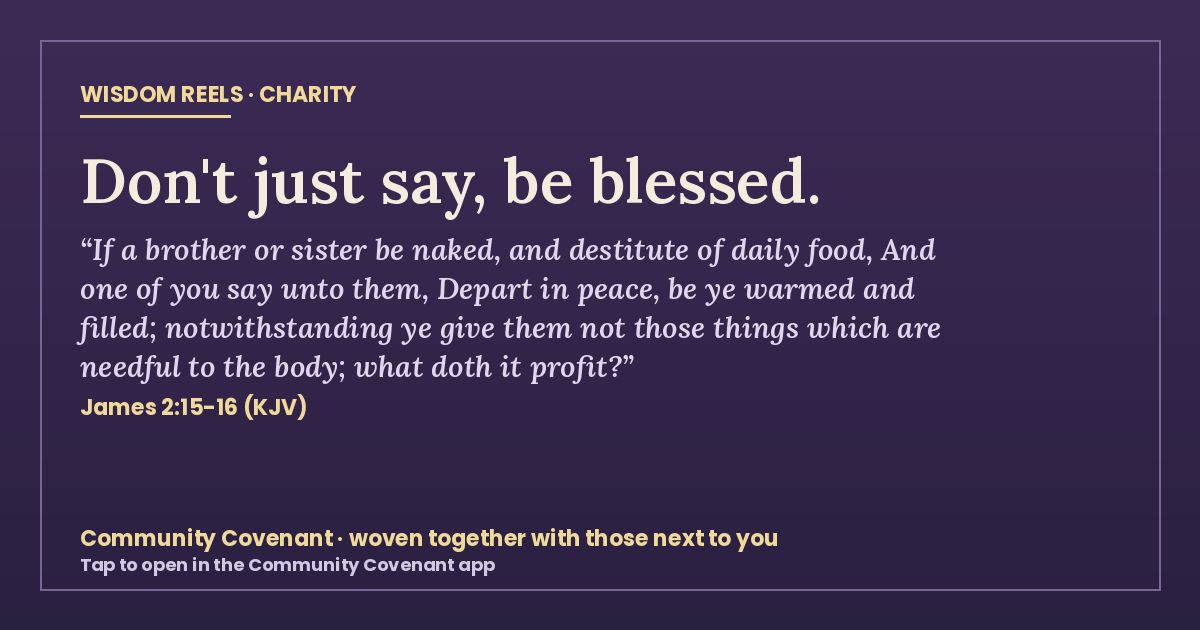 WISDOM REELS · CHARITY
Don't just say, be blessed.
“If a brother or sister be naked, and destitute of daily food, And
one of you say unto them, Depart in peace, be ye warmed and
filled; notwithstanding ye give them not those things which are
needful to the body; what doth it profit?”
James 2:15–16 (KJV)
Community Covenant · woven together with those next to you
Tap to open in the Community Covenant app